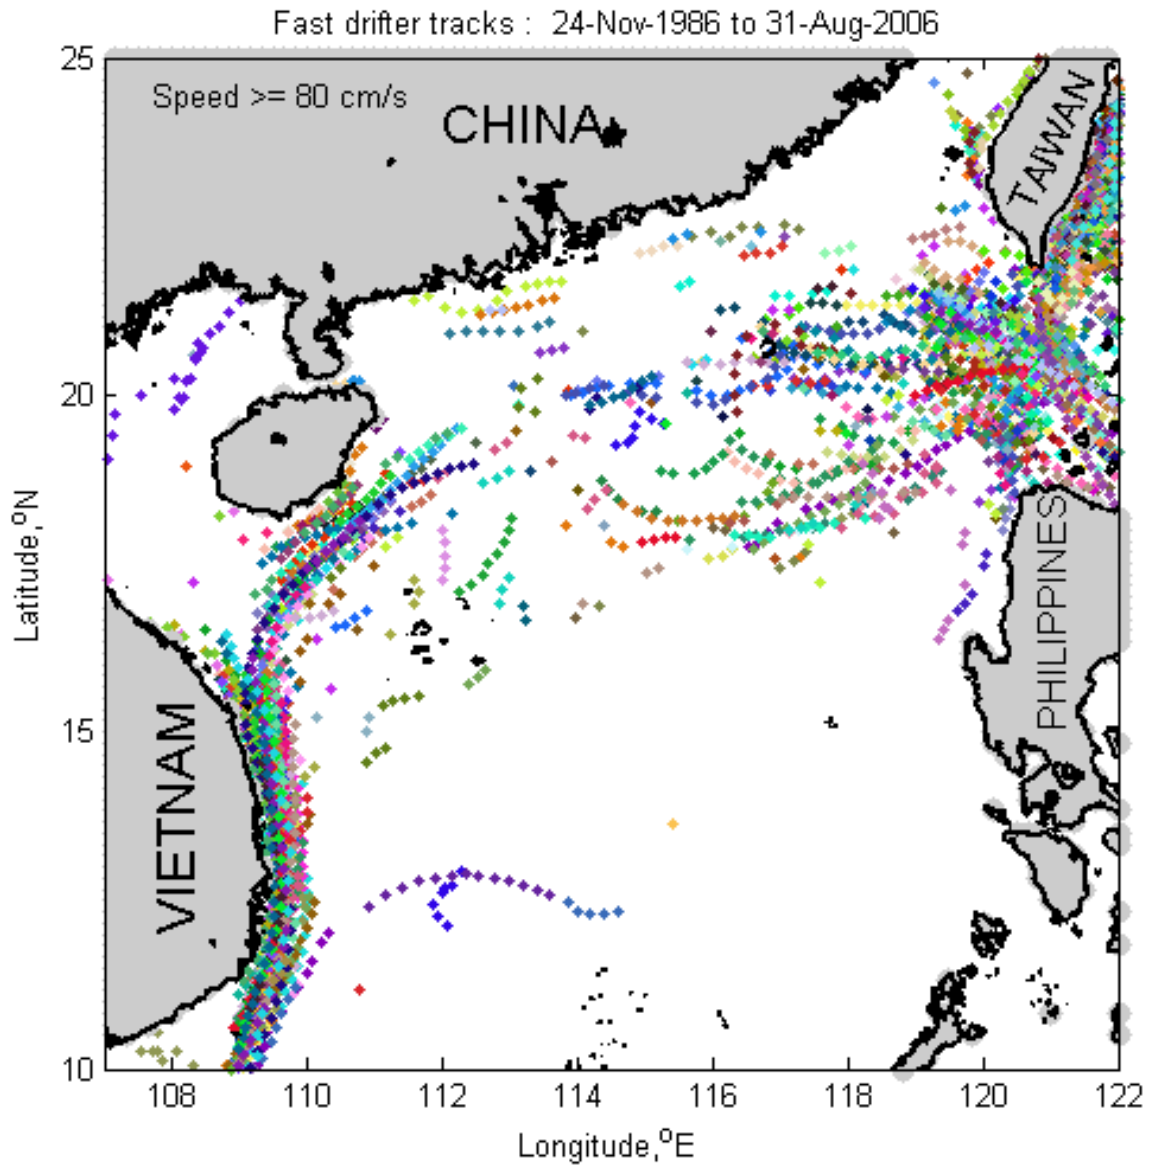 Fast drifter tracks : 24-Nov-1986 to 31-Aug-2006
25
Speed >= 80 cm/s
CHINA
TAIWAN
20
Latitude,°N
PHILIPPINES
15
VIETNAM
10
108 110 112 114 116 118 120 122
Longitude,°E